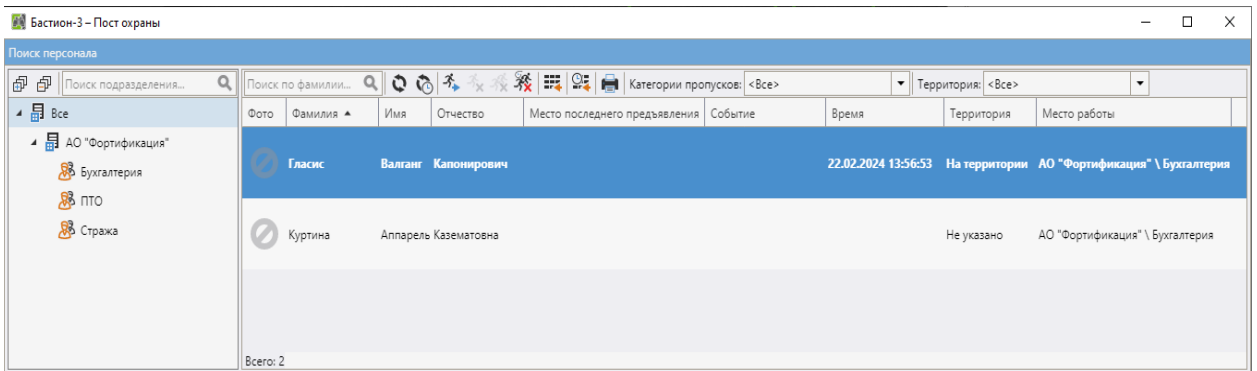 Бастион-3 – Пост охраны
Поиск персонала
Поиск подразделения... Поиск по фамилии... Категории пропусков: <Все> Территория: <Все>
Все
АО "Фортификация"
Бухгалтерия
ПТО
Стража
Фото Фамилия Имя Отчество Место последнего предъявления Событие Время Территория Место работы
Гласис Валганг Капонирович 22.02.2024 13:56:53 На территории АО "Фортификация" \ Бухгалтерия
Куртина Аппарель Казематовна Не указано АО "Фортификация" \ Бухгалтерия
Всего: 2